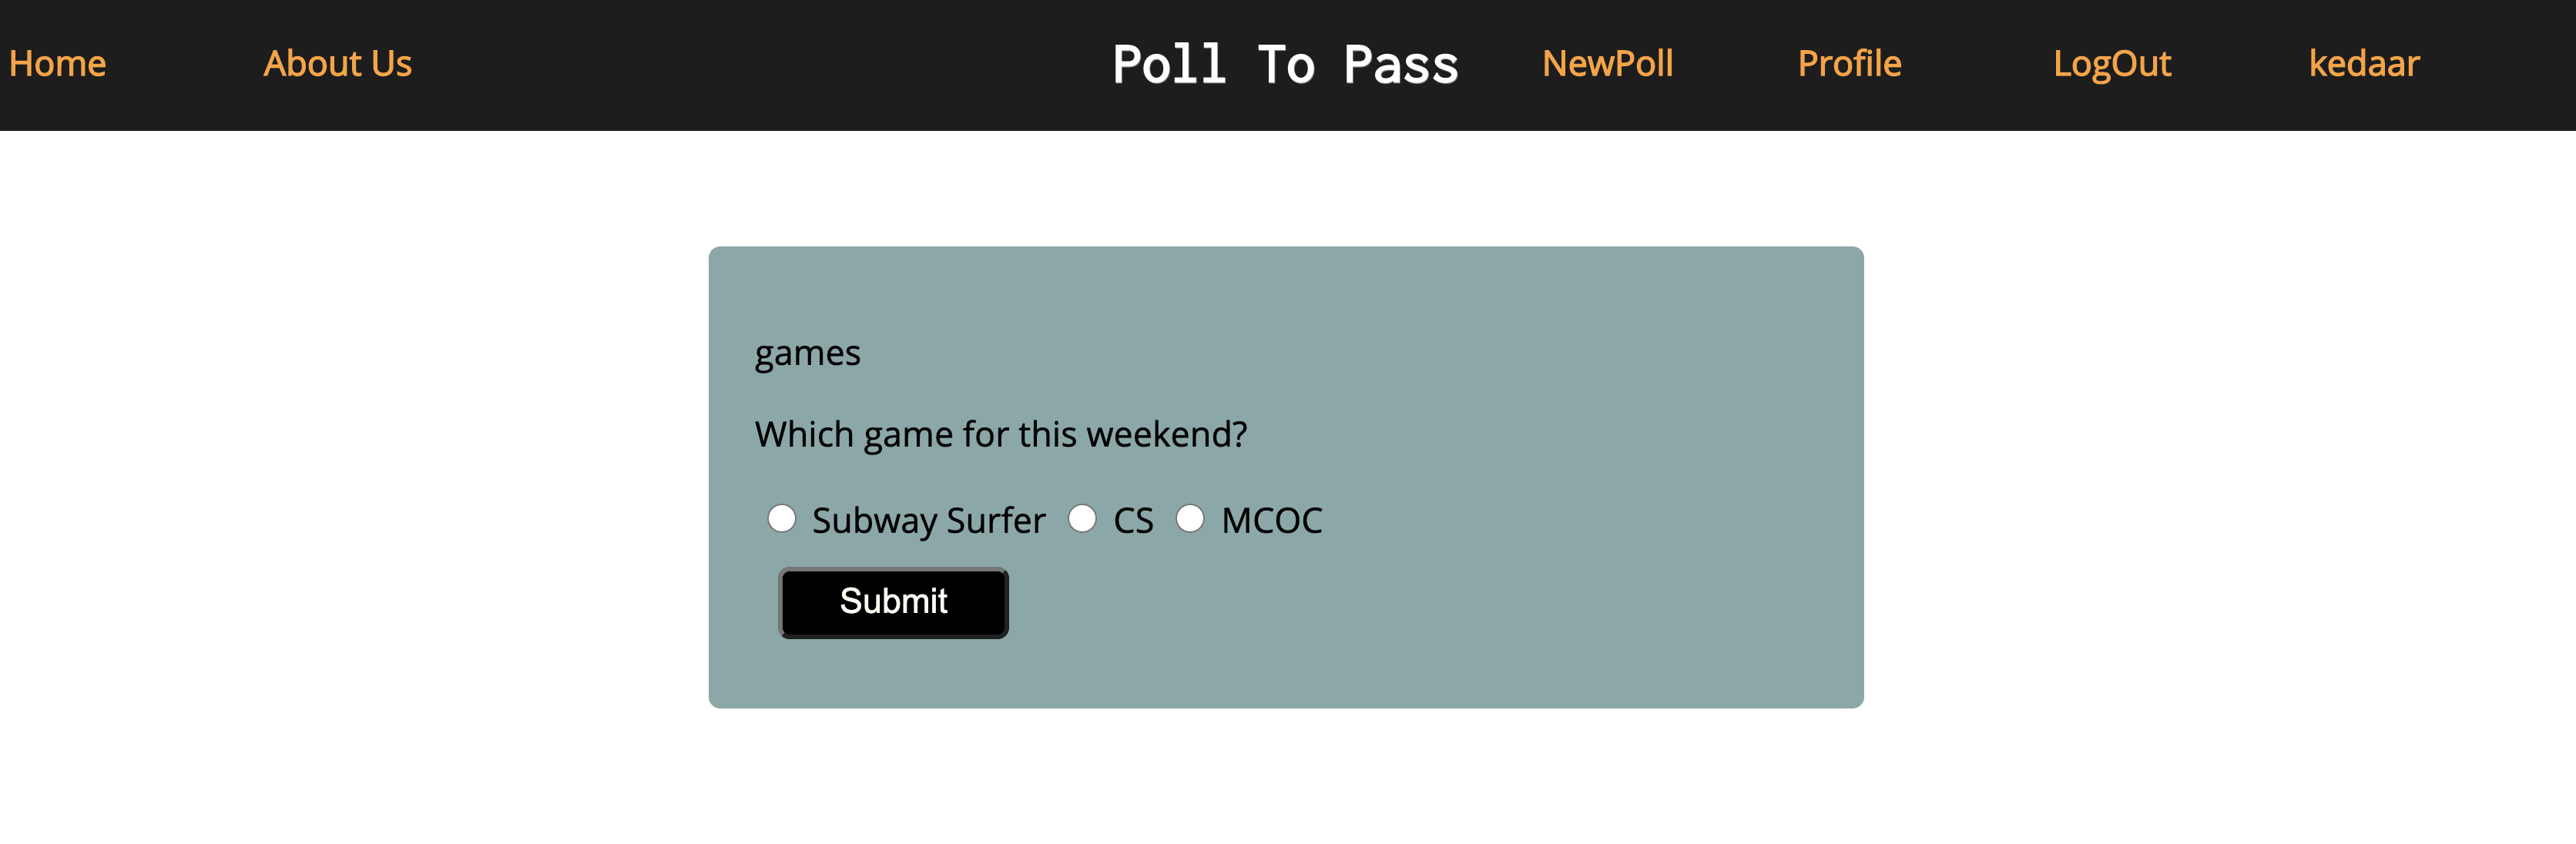 Home About Us Poll To Pass NewPoll Profile LogOut kedaar
games
Which game for this weekend?
Subway Surfer CS MCOC
Submit